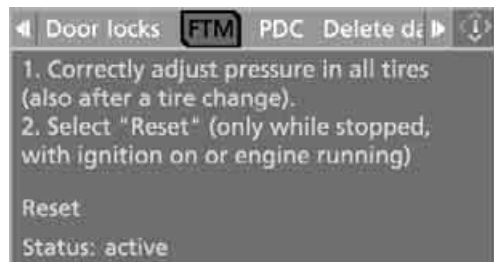 Door locks FTM PDC Delete da
1. Correctly adjust pressure in all tires
(also after a tire change).
2. Select "Reset" (only while stopped,
with ignition on or engine running)
Reset
Status: active